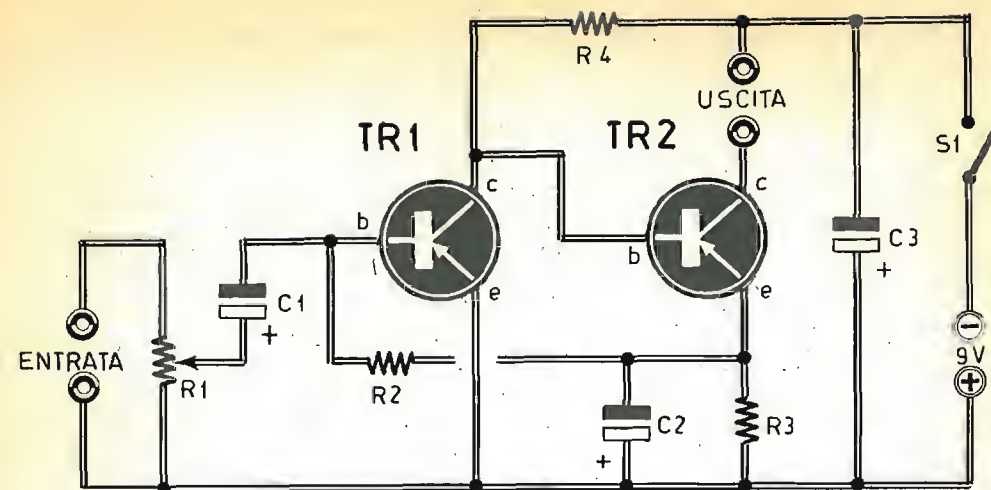 R4
USCITA
TR1
TR2
S1
c
c
b
b
C3
+
e
e
C1
+
ENTRATA
R1
R2
9V
C2
+
R3